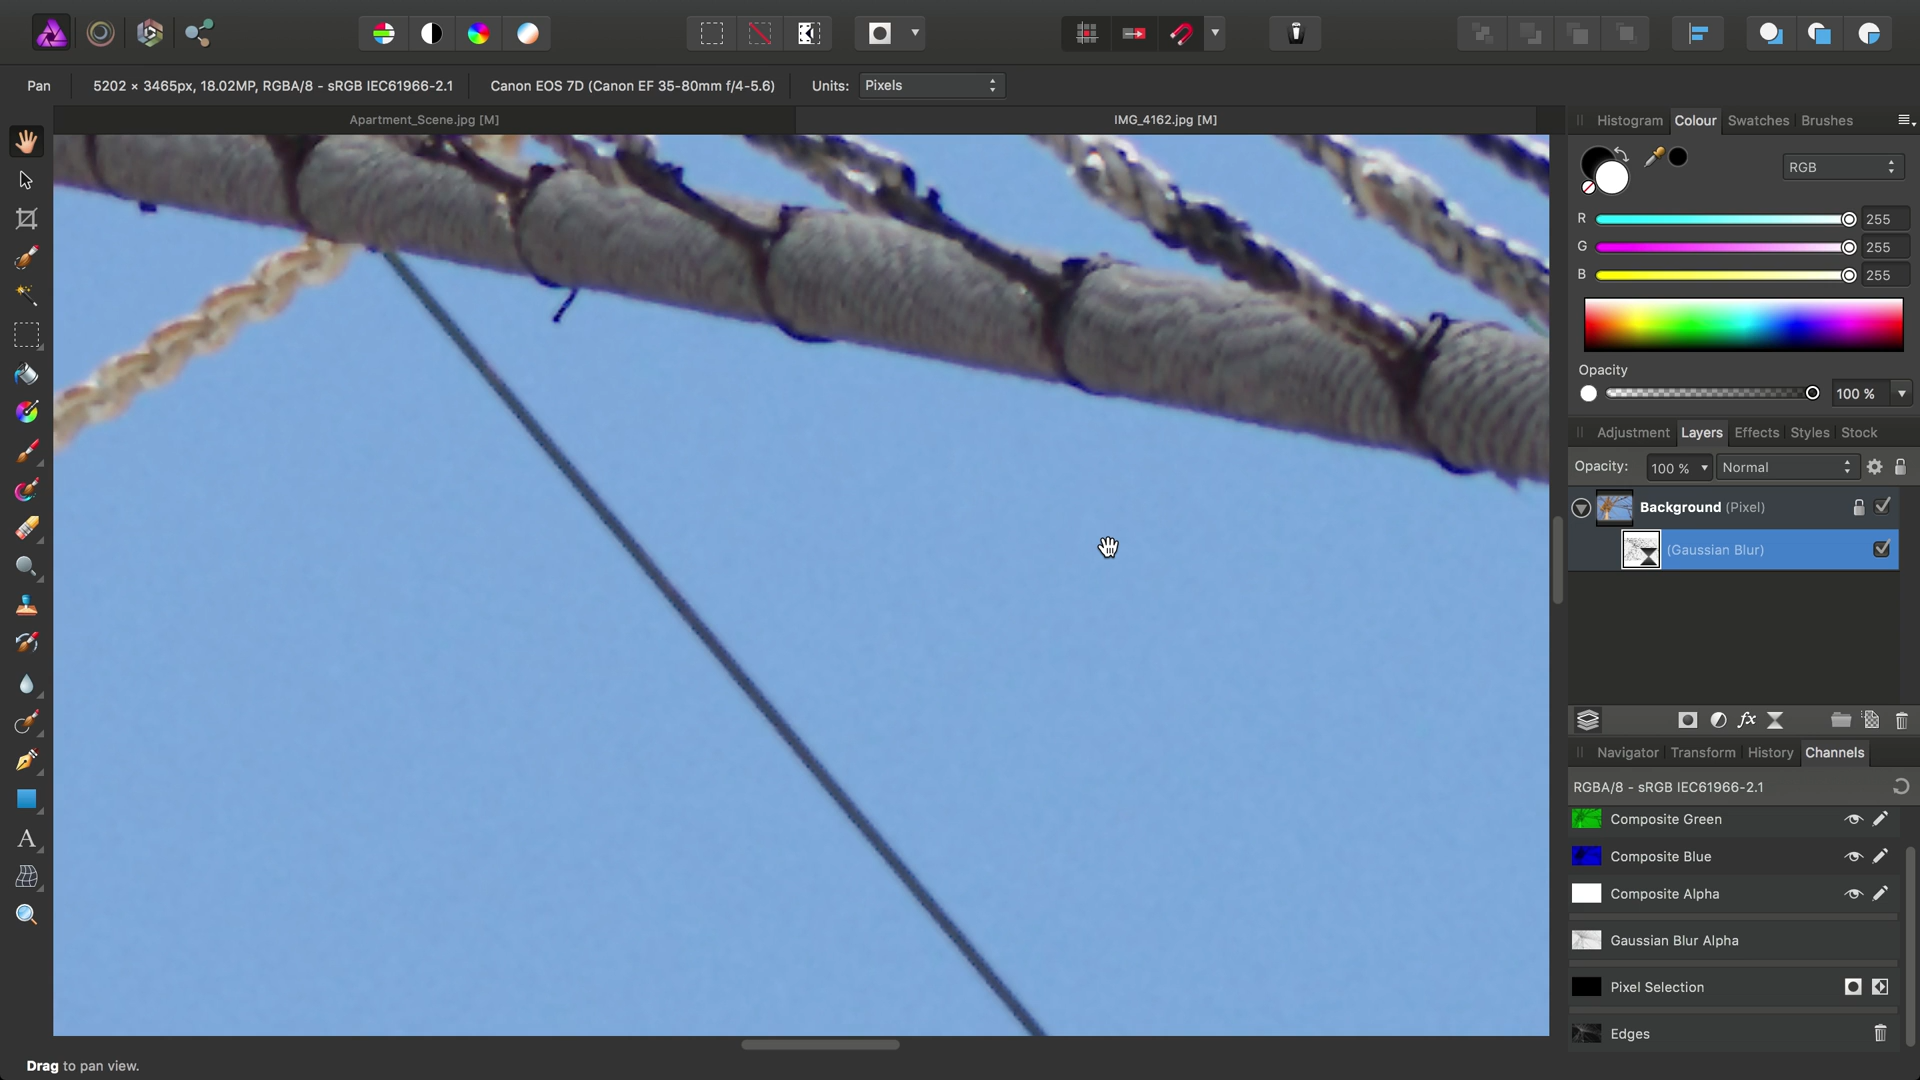 Pan
5202 × 3465px, 18.02MP, RGBA/8 - sRGB IEC61966-2.1
Canon EOS 7D (Canon EF 35-80mm f/4-5.6)
Units:
Pixels
Apartment_Scene.jpg [M]
IMG_4162.jpg [M]
Histogram
Colour
Swatches
Brushes
RGB
R
255
G
255
B
255
Opacity
100 %
Adjustment
Layers
Effects
Styles
Stock
Opacity:
100 %
Normal
Background (Pixel)
(Gaussian Blur)
fx
Navigator
Transform
History
Channels
RGBA/8 - sRGB IEC61966-2.1
Composite Green
Composite Blue
Composite Alpha
Gaussian Blur Alpha
Pixel Selection
Edges
A
Drag to pan view.